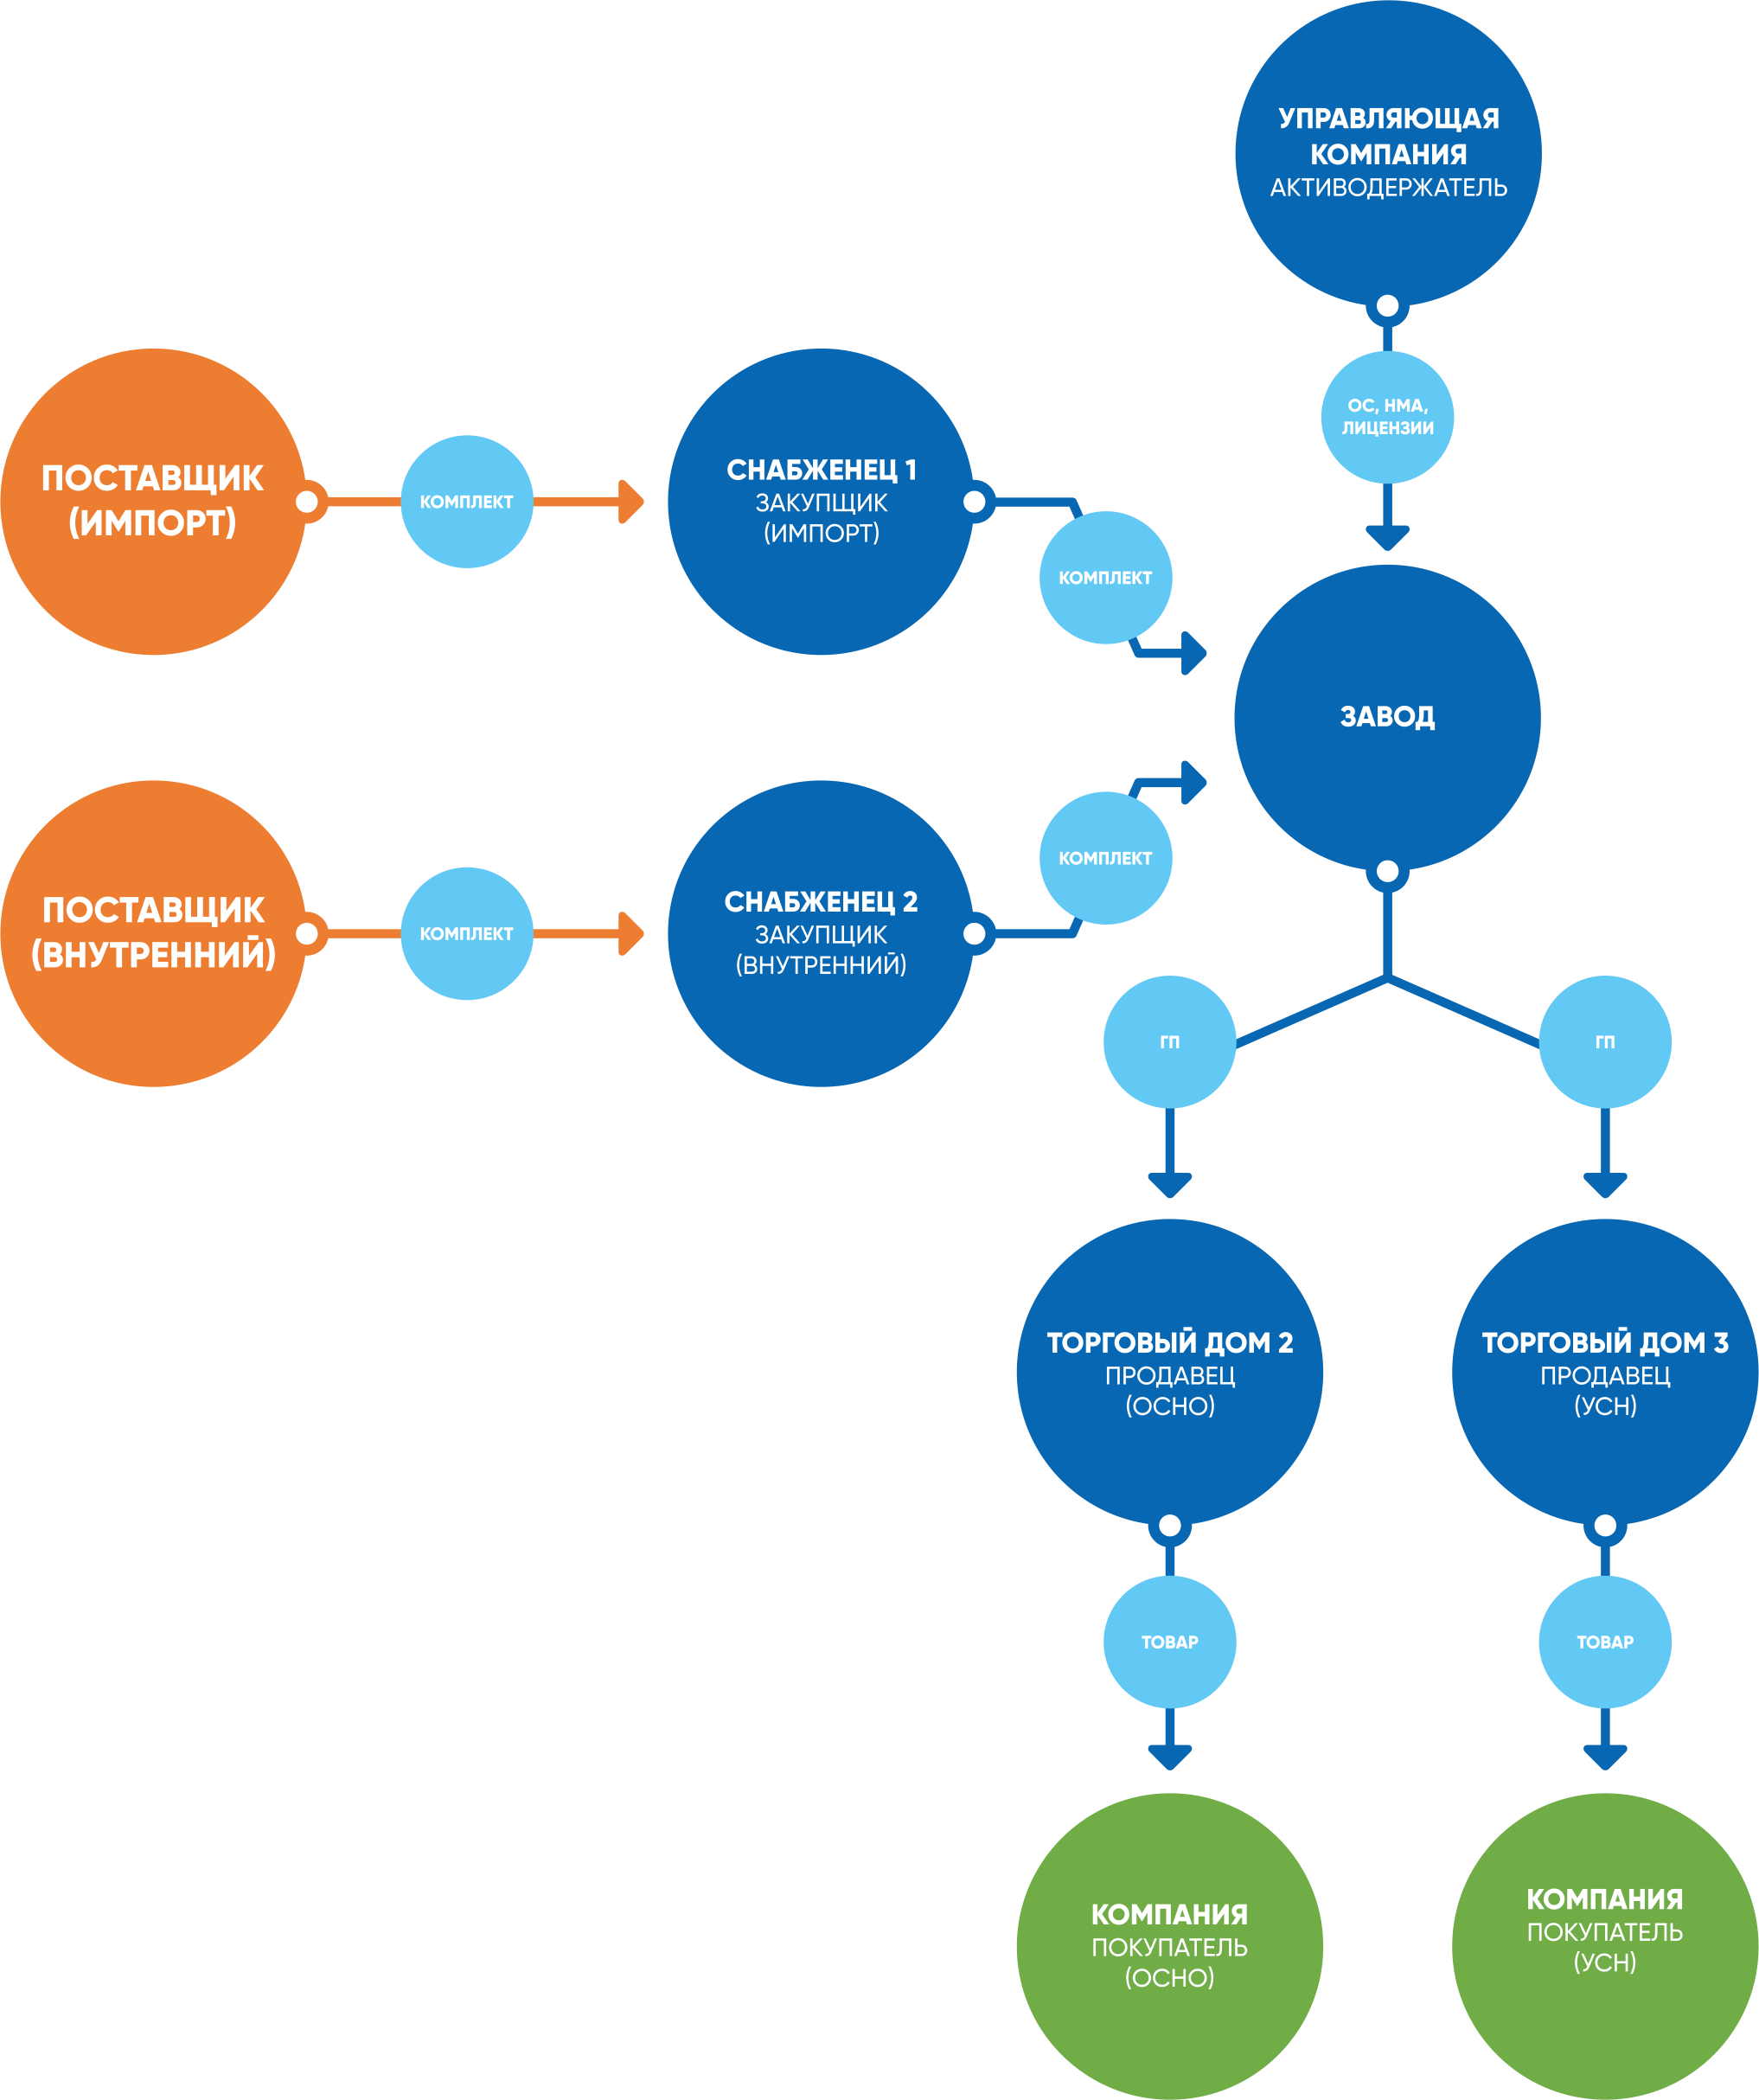 УПРАВЛЯЮЩАЯ
КОМПАНИЯ
АКТИВОДЕРЖАТЕЛЬ
ОС, НМА,
ЛИЦЕНЗИИ
ПОСТАВЩИК
(ИМПОРТ)
КОМПЛЕКТ
СНАБЖЕНЕЦ 1
ЗАКУПЩИК
(ИМПОРТ)
КОМПЛЕКТ
ЗАВОД
ПОСТАВЩИК
(ВНУТРЕННИЙ)
КОМПЛЕКТ
СНАБЖЕНЕЦ 2
ЗАКУПЩИК
(ВНУТРЕННИЙ)
КОМПЛЕКТ
ГП
ГП
ТОРГОВЫЙ ДОМ 2
ПРОДАВЕЦ
(ОСНО)
ТОРГОВЫЙ ДОМ 3
ПРОДАВЕЦ
(УСН)
ТОВАР
ТОВАР
КОМПАНИЯ
ПОКУПАТЕЛЬ
(ОСНО)
КОМПАНИЯ
ПОКУПАТЕЛЬ
(УСН)